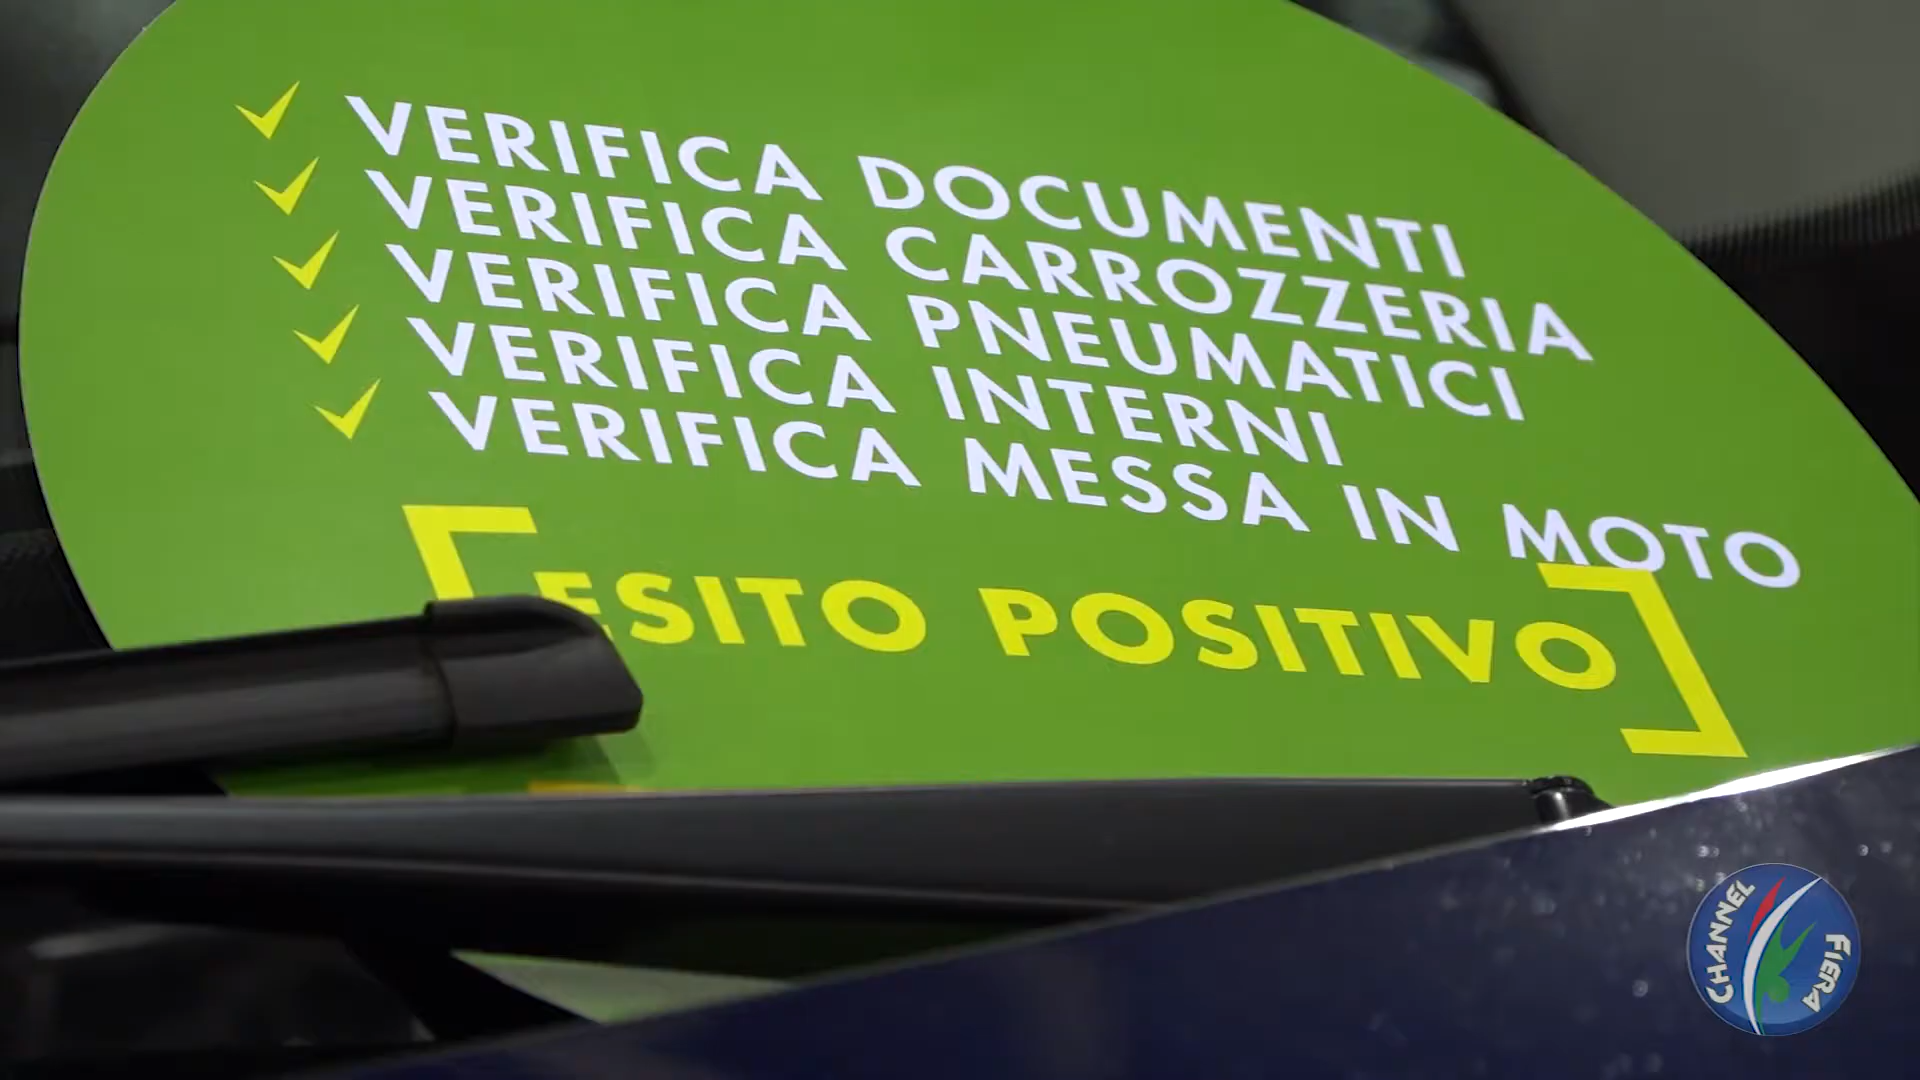 VERIFICA DOCUMENTI
VERIFICA CARROZZERIA
VERIFICA PNEUMATICI
VERIFICA INTERNI
VERIFICA MESSA IN MOTO
ESITO POSITIVO
CHANNEL
FIERA